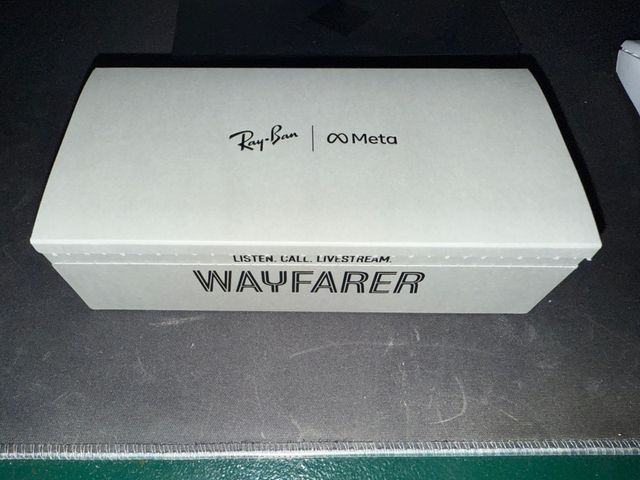 Ray-Ban | Meta
LISTEN. CALL. LIVESTREAM.
WAYFARER